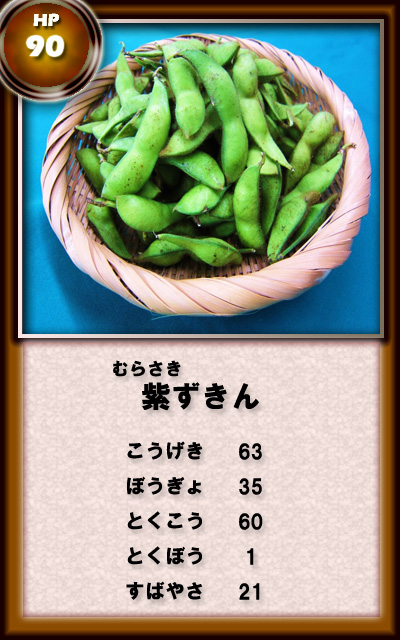 HP
90
むらさき
紫ずきん
こうげき 63
ぼうぎょ 35
とくこう 60
とくぼう 1
すばやさ 21